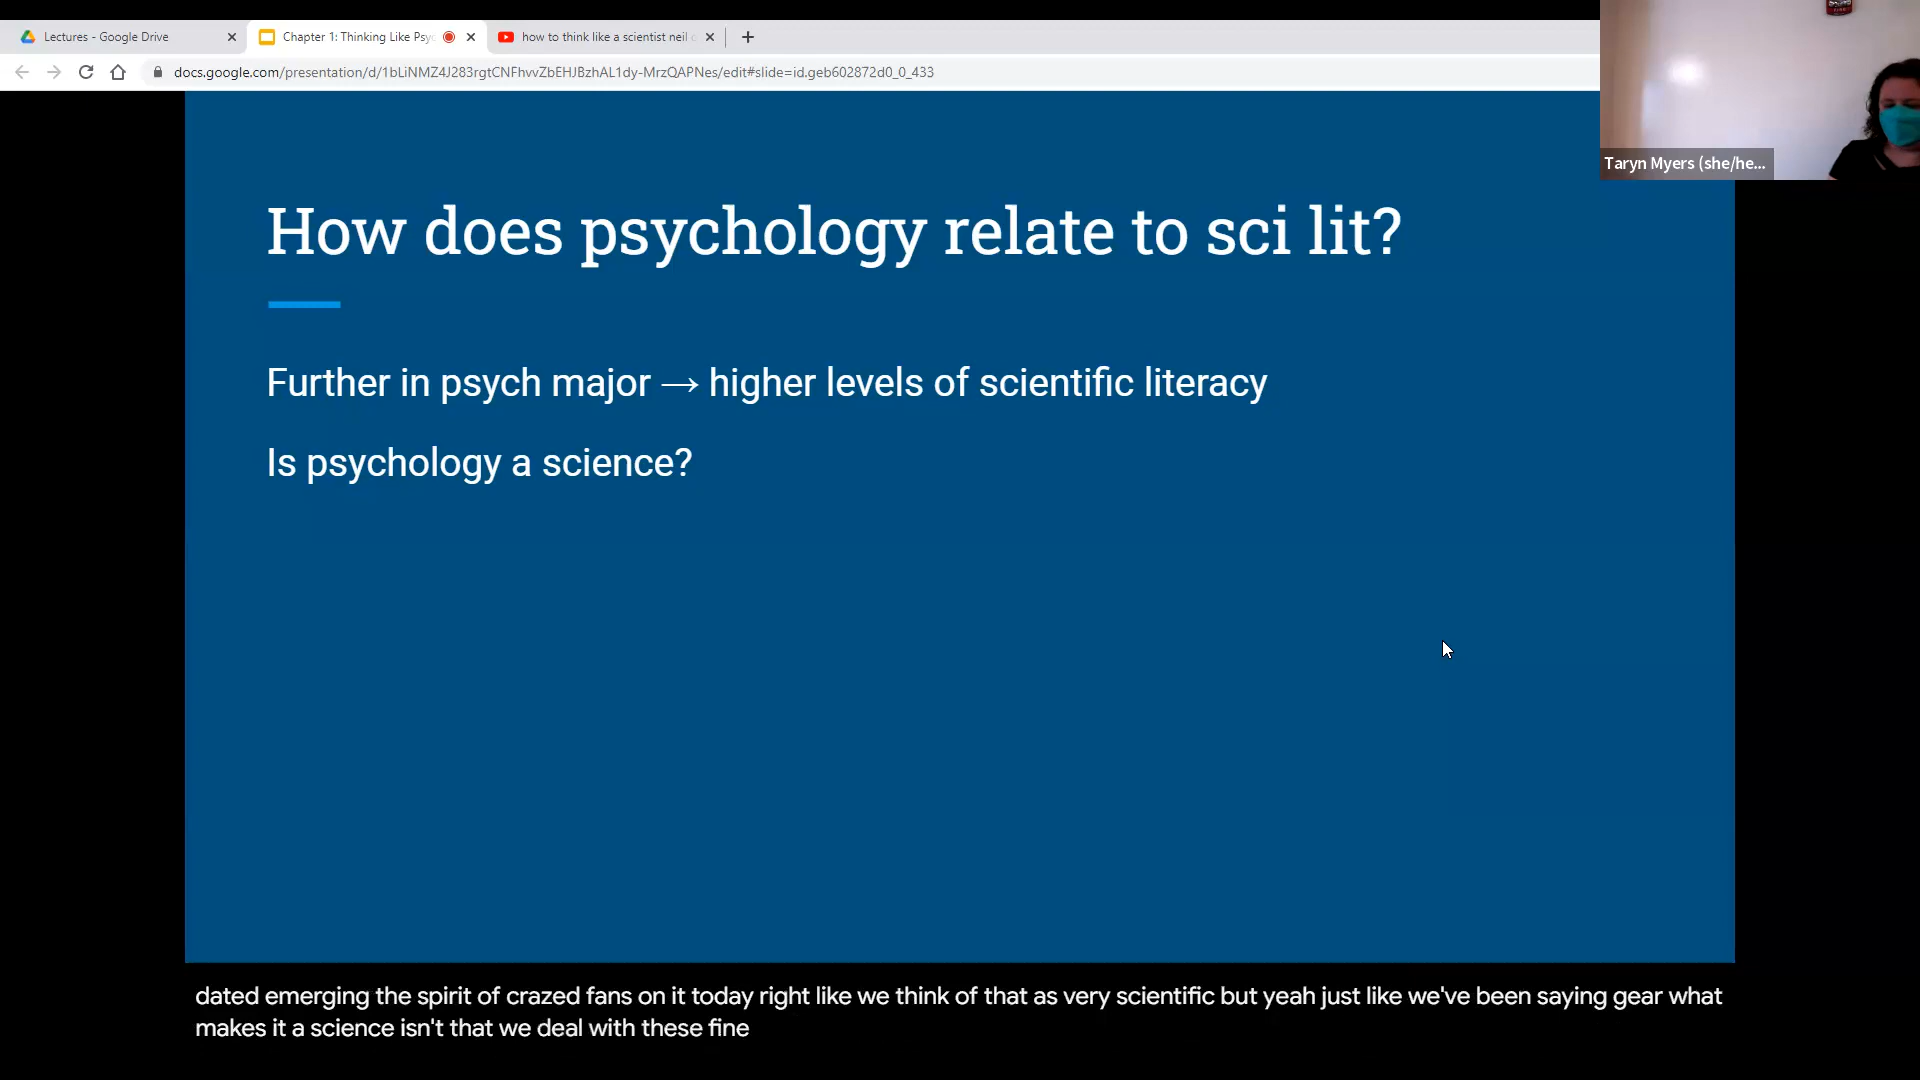 Lectures - Google Drive
Chapter 1: Thinking Like Psy
how to think like a scientist neil
docs.google.com/presentation/d/1bLiNMZ4J283rgtCNFhvvZbEHJBzhAL1dy-MrzQAPNes/edit#slide=id.geb602872d0_0_433
Taryn Myers (she/he...
How does psychology relate to sci lit?
Further in psych major → higher levels of scientific literacy
Is psychology a science?
dated emerging the spirit of crazed fans on it today right like we think of that as very scientific but yeah just like we've been saying gear what
makes it a science isn't that we deal with these fine